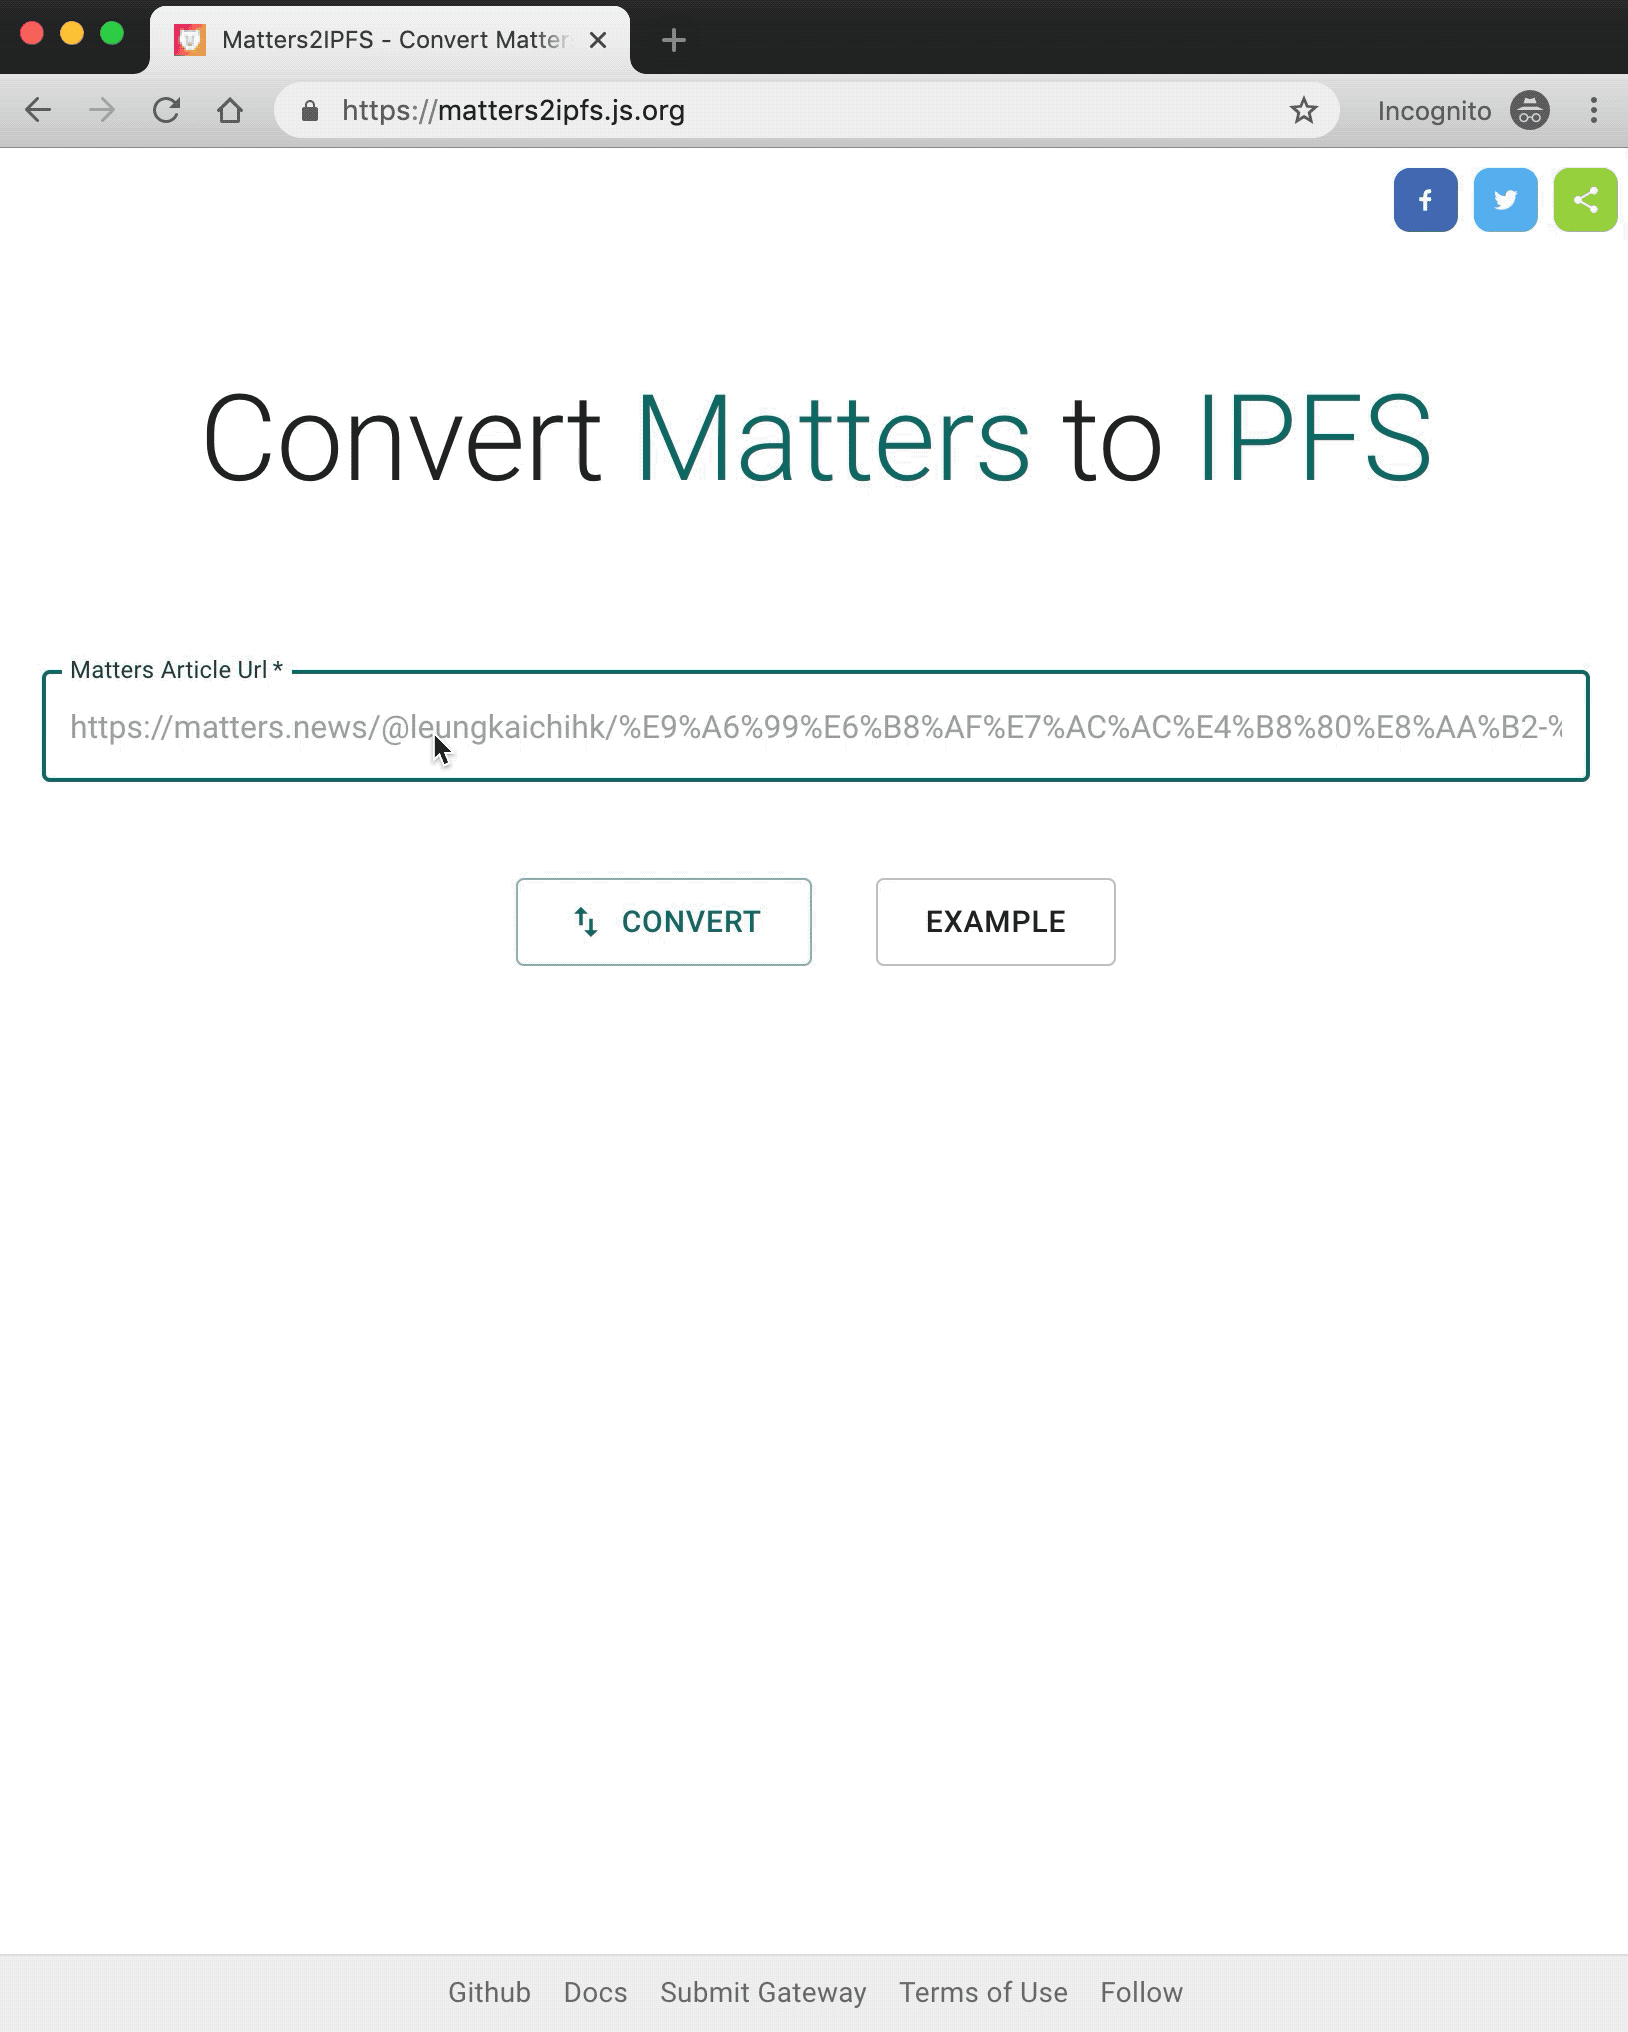 Matters2IPFS - Convert Matter
https://matters2ipfs.js.org
Incognito
Convert Matters to IPFS
Matters Article Url *
https://matters.news/@leungkaichihk/%E9%A6%99%E6%B8%AF%E7%AC%AC%E4%B8%80%E8%AA%B2-%
CONVERT
EXAMPLE
Github Docs Submit Gateway Terms of Use Follow